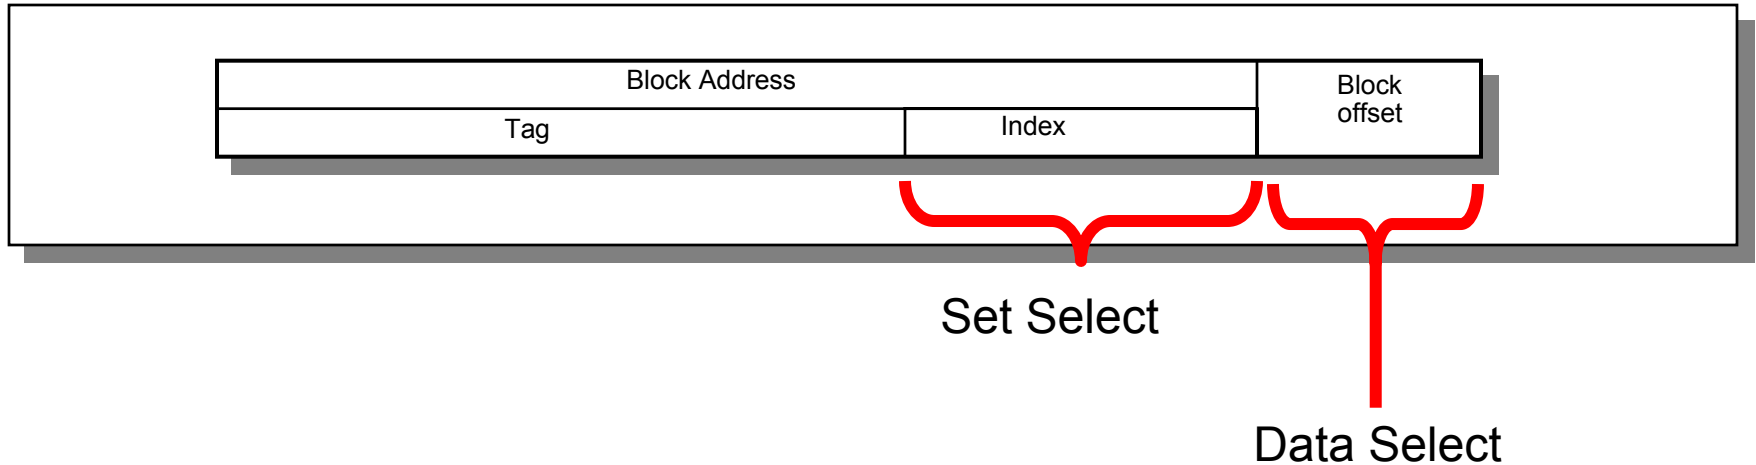 Block Address
Block
offset
Tag
Index
Set Select
Data Select